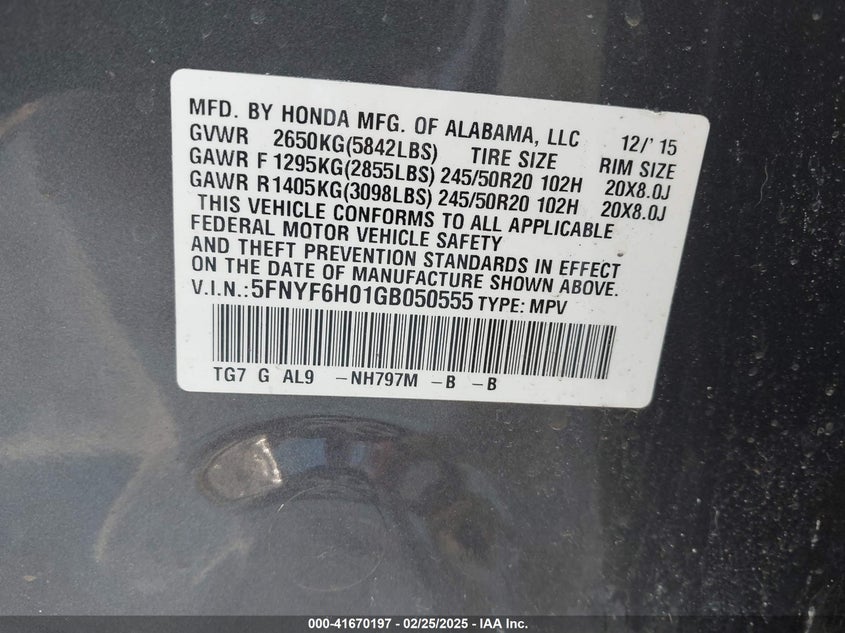 MFD. BY HONDA MFG. OF ALABAMA, LLC 12/' 15
GVWR 2650KG(5842LBS) TIRE SIZE RIM SIZE
GAWR F 1295KG(2855LBS) 245/50R20 102H 20X8.0J
GAWR R 1405KG(3098LBS) 245/50R20 102H 20X8.0J
THIS VEHICLE CONFORMS TO ALL APPLICABLE
FEDERAL MOTOR VEHICLE SAFETY
AND THEFT PREVENTION STANDARDS IN EFFECT
ON THE DATE OF MANUFACTURE SHOWN ABOVE.
V.I.N.: 5FNYF6H01GB050555 TYPE: MPV
TG7 G AL9 -NH797M -B -B
000-41670197 - 02/25/2025 - IAA Inc.